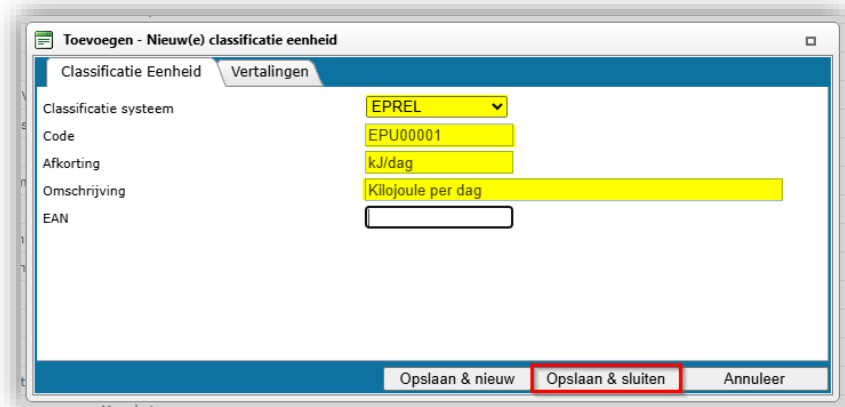 Toevoegen - Nieuw(e) classificatie eenheid
Classificatie Eenheid Vertalingen
Classificatie systeem EPREL
Code EPU00001
Afkorting kJ/dag
Omschrijving Kilojoule per dag
EAN
Opslaan & nieuw Opslaan & sluiten Annuleer